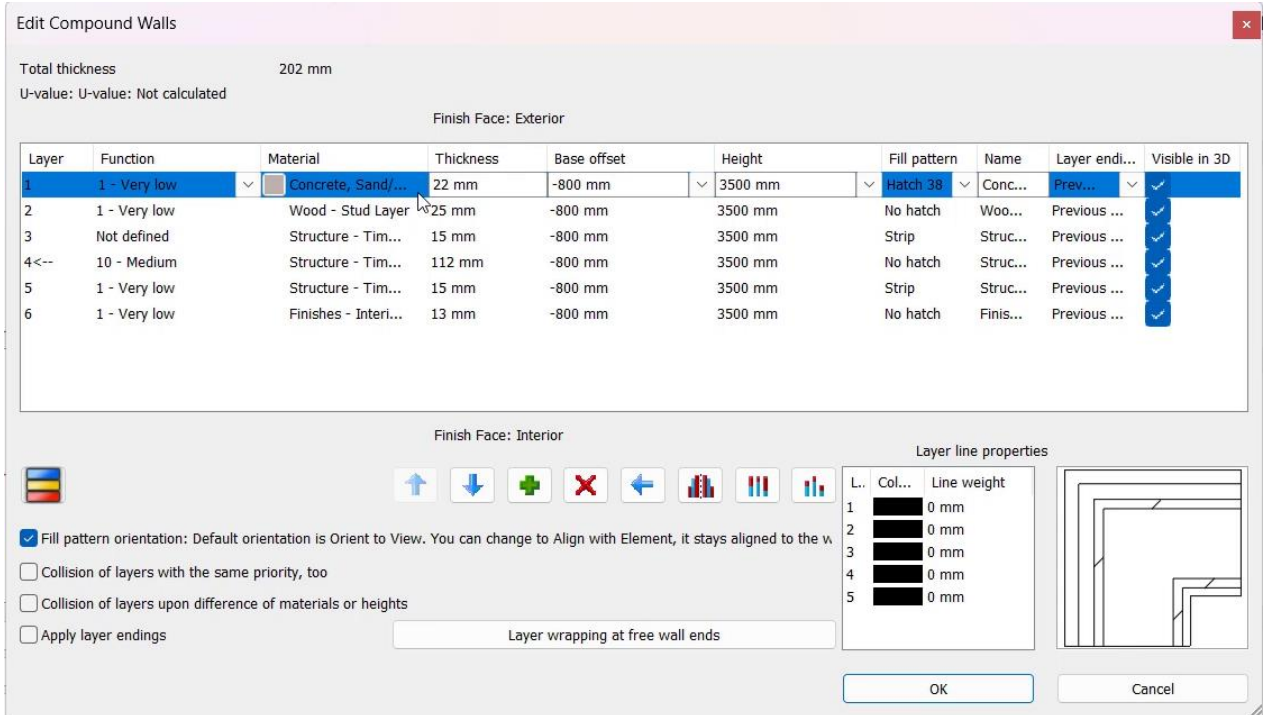 Edit Compound Walls
Total thickness 202 mm
U-value: U-value: Not calculated
Finish Face: Exterior
Layer Function Material Thickness Base offset Height Fill pattern Name Layer endi... Visible in 3D
1 1 - Very low Concrete, Sand/... 22 mm -800 mm 3500 mm Hatch 38 Conc... Prev...
2 1 - Very low Wood - Stud Layer 25 mm -800 mm 3500 mm No hatch Woo... Previous ...
3 Not defined Structure - Tim... 15 mm -800 mm 3500 mm Strip Struc... Previous ...
4<-- 10 - Medium Structure - Tim... 112 mm -800 mm 3500 mm No hatch Struc... Previous ...
5 1 - Very low Structure - Tim... 15 mm -800 mm 3500 mm Strip Struc... Previous ...
6 1 - Very low Finishes - Interi... 13 mm -800 mm 3500 mm No hatch Finis... Previous ...
Finish Face: Interior
Layer line properties
L.. Col... Line weight
1 0 mm
2 0 mm
3 0 mm
4 0 mm
5 0 mm
Fill pattern orientation: Default orientation is Orient to View. You can change to Align with Element, it stays aligned to the w
Collision of layers with the same priority, too
Collision of layers upon difference of materials or heights
Apply layer endings
Layer wrapping at free wall ends
OK
Cancel